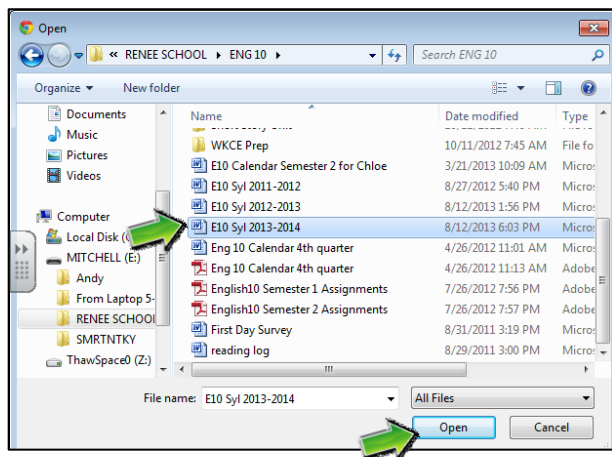 Open
« RENEE SCHOOL ▸ ENG 10 ▸ Search ENG 10
Organize New folder
Documents
Music
Pictures
Videos
Computer
Local Disk
MITCHELL (E:)
Andy
From Laptop 5-
RENEE SCHOOL
SMRTNTKY
ThawSpace0 (Z:)
Name Date modified Type
WKCE Prep 10/11/2012 7:45 AM File fo
E10 Calendar Semester 2 for Chloe 3/21/2013 10:09 AM Micros
E10 Syl 2011-2012 8/27/2012 5:40 PM Micros
E10 Syl 2012-2013 8/12/2013 1:56 PM Micros
E10 Syl 2013-2014 8/12/2013 6:03 PM Micros
Eng 10 Calendar 4th quarter 4/26/2012 11:01 AM Micros
Eng 10 Calendar 4th quarter 4/26/2012 11:13 AM Adobe
English10 Semester 1 Assignments 7/26/2012 7:56 PM Adobe
English10 Semester 2 Assignments 7/26/2012 7:57 PM Adobe
First Day Survey 8/31/2011 3:19 PM Micros
reading log 8/29/2011 3:00 PM Micros
File name: E10 Syl 2013-2014 All Files
Open Cancel